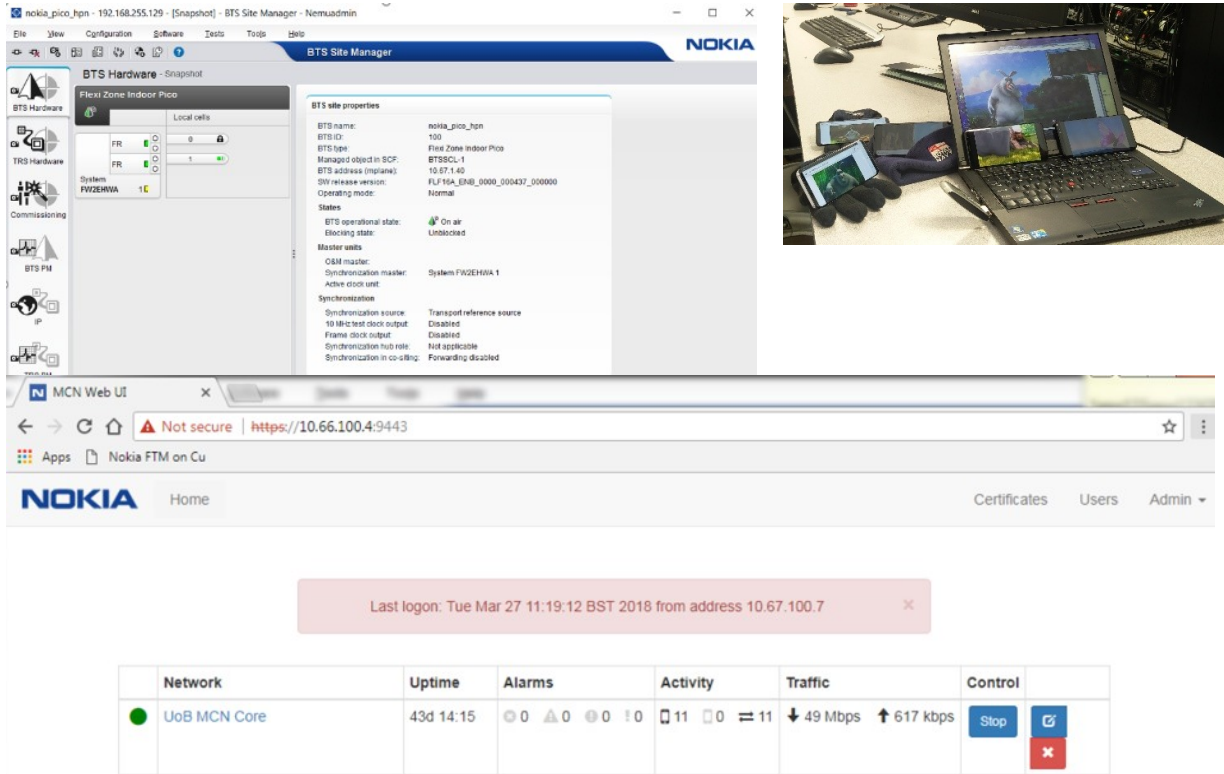 nokia_pico_hpn - 192.168.255.129 - [Snapshot] - BTS Site Manager - Nemuadmin
File View Configuration Software Tests Tools Help
BTS Site Manager
NOKIA
BTS Hardware - Snapshot
BTS Hardware
TRS Hardware
Commissioning
BTS PM
IP
TRS PM
Flexi Zone Indoor Pico
Local cells
FR
0
FR
1
System
FW2EHWA 1
BTS site properties
BTS name: nokia_pico_hpn
BTS ID: 100
BTS type: Flexi Zone Indoor Pico
Managed object in SCF: BTSSCL-1
BTS address (mplane): 10.67.1.40
SW release version: FLF16A_ENB_0000_000437_000000
Operating mode: Normal
States
BTS operational state: On air
Blocking state: Unblocked
Master units
O&M master:
Synchronization master: System FW2EHWA 1
Active clock unit:
Synchronization
Synchronization source: Transport reference source
10 MHz test clock output: Disabled
Frame clock output: Disabled
Synchronization hub role: Not applicable
Synchronization in co-siting: Forwarding disabled
MCN Web UI
Not secure | https://10.66.100.4:9443
Apps Nokia FTM on Cu
NOKIA Home Certificates Users Admin
Last logon: Tue Mar 27 11:19:12 BST 2018 from address 10.67.100.7 ×
Network Uptime Alarms Activity Traffic Control
UoB MCN Core 43d 14:15 0 0 0 0 11 0 11 49 Mbps 617 kbps Stop